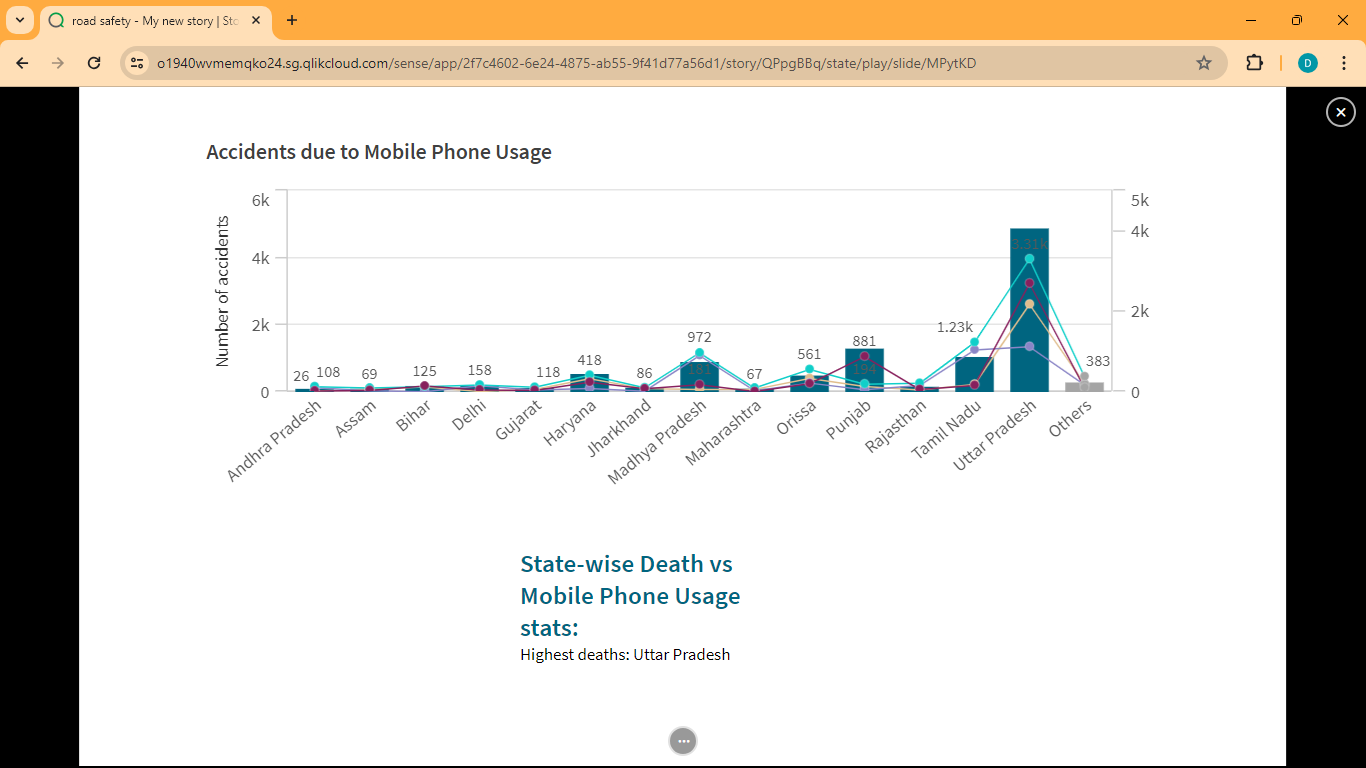 road safety - My new story | Sto
o1940wvmemqko24.sg.qlikcloud.com/sense/app/2f7c4602-6e24-4875-ab55-9f41d77a56d1/story/QPpgBBq/state/play/slide/MPytKD
D
Accidents due to Mobile Phone Usage
6k
5k
4k
4k
2k
2k
0
0
Number of accidents
26
108
69
125
158
118
418
86
972
181
67
561
881
194
1.23k
3.31k
383
Andhra Pradesh
Assam
Bihar
Delhi
Gujarat
Haryana
Jharkhand
Madhya Pradesh
Maharashtra
Orissa
Punjab
Rajasthan
Tamil Nadu
Uttar Pradesh
Others
State-wise Death vs
Mobile Phone Usage
stats:
Highest deaths: Uttar Pradesh